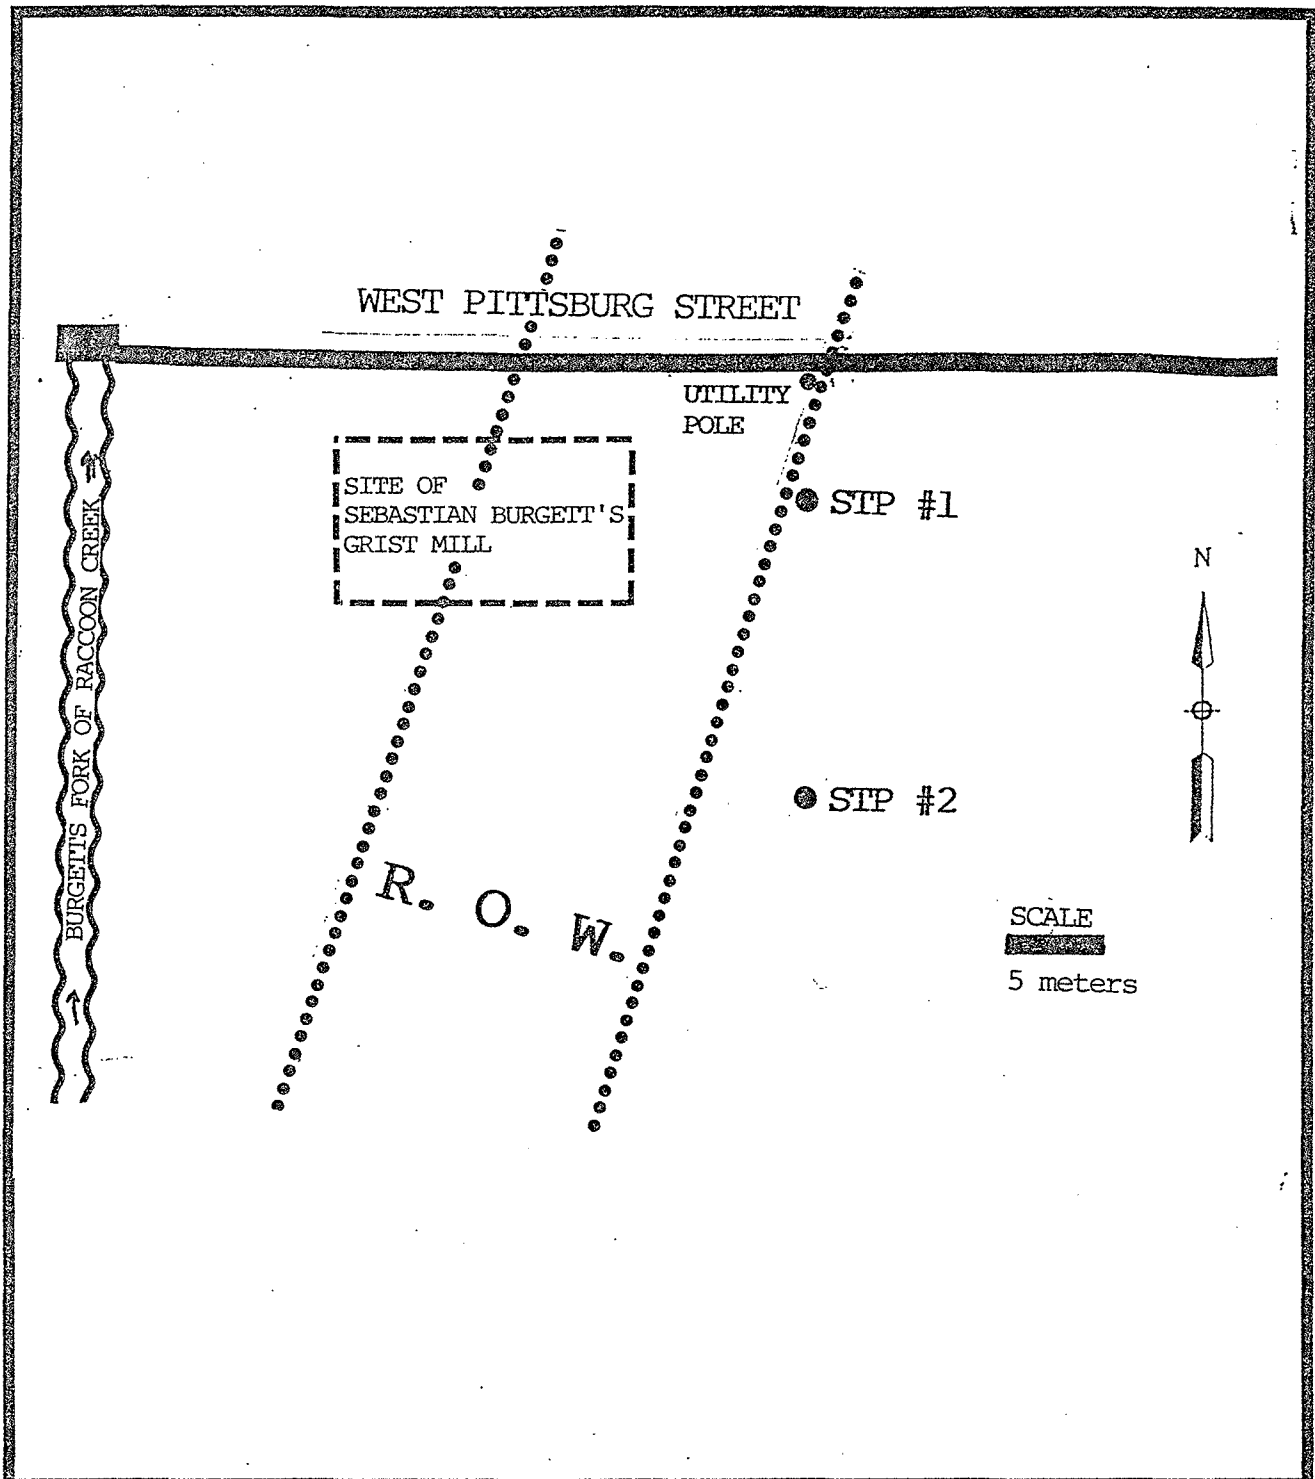 WEST PITTSBURG STREET
UTILITY
POLE
SITE OF
SEBASTIAN BURGETT'S
GRIST MILL
STP #1
BURGETTS FORK OF RACCOON CREEK
N
STP #2
R. O. W.
SCALE
5 meters